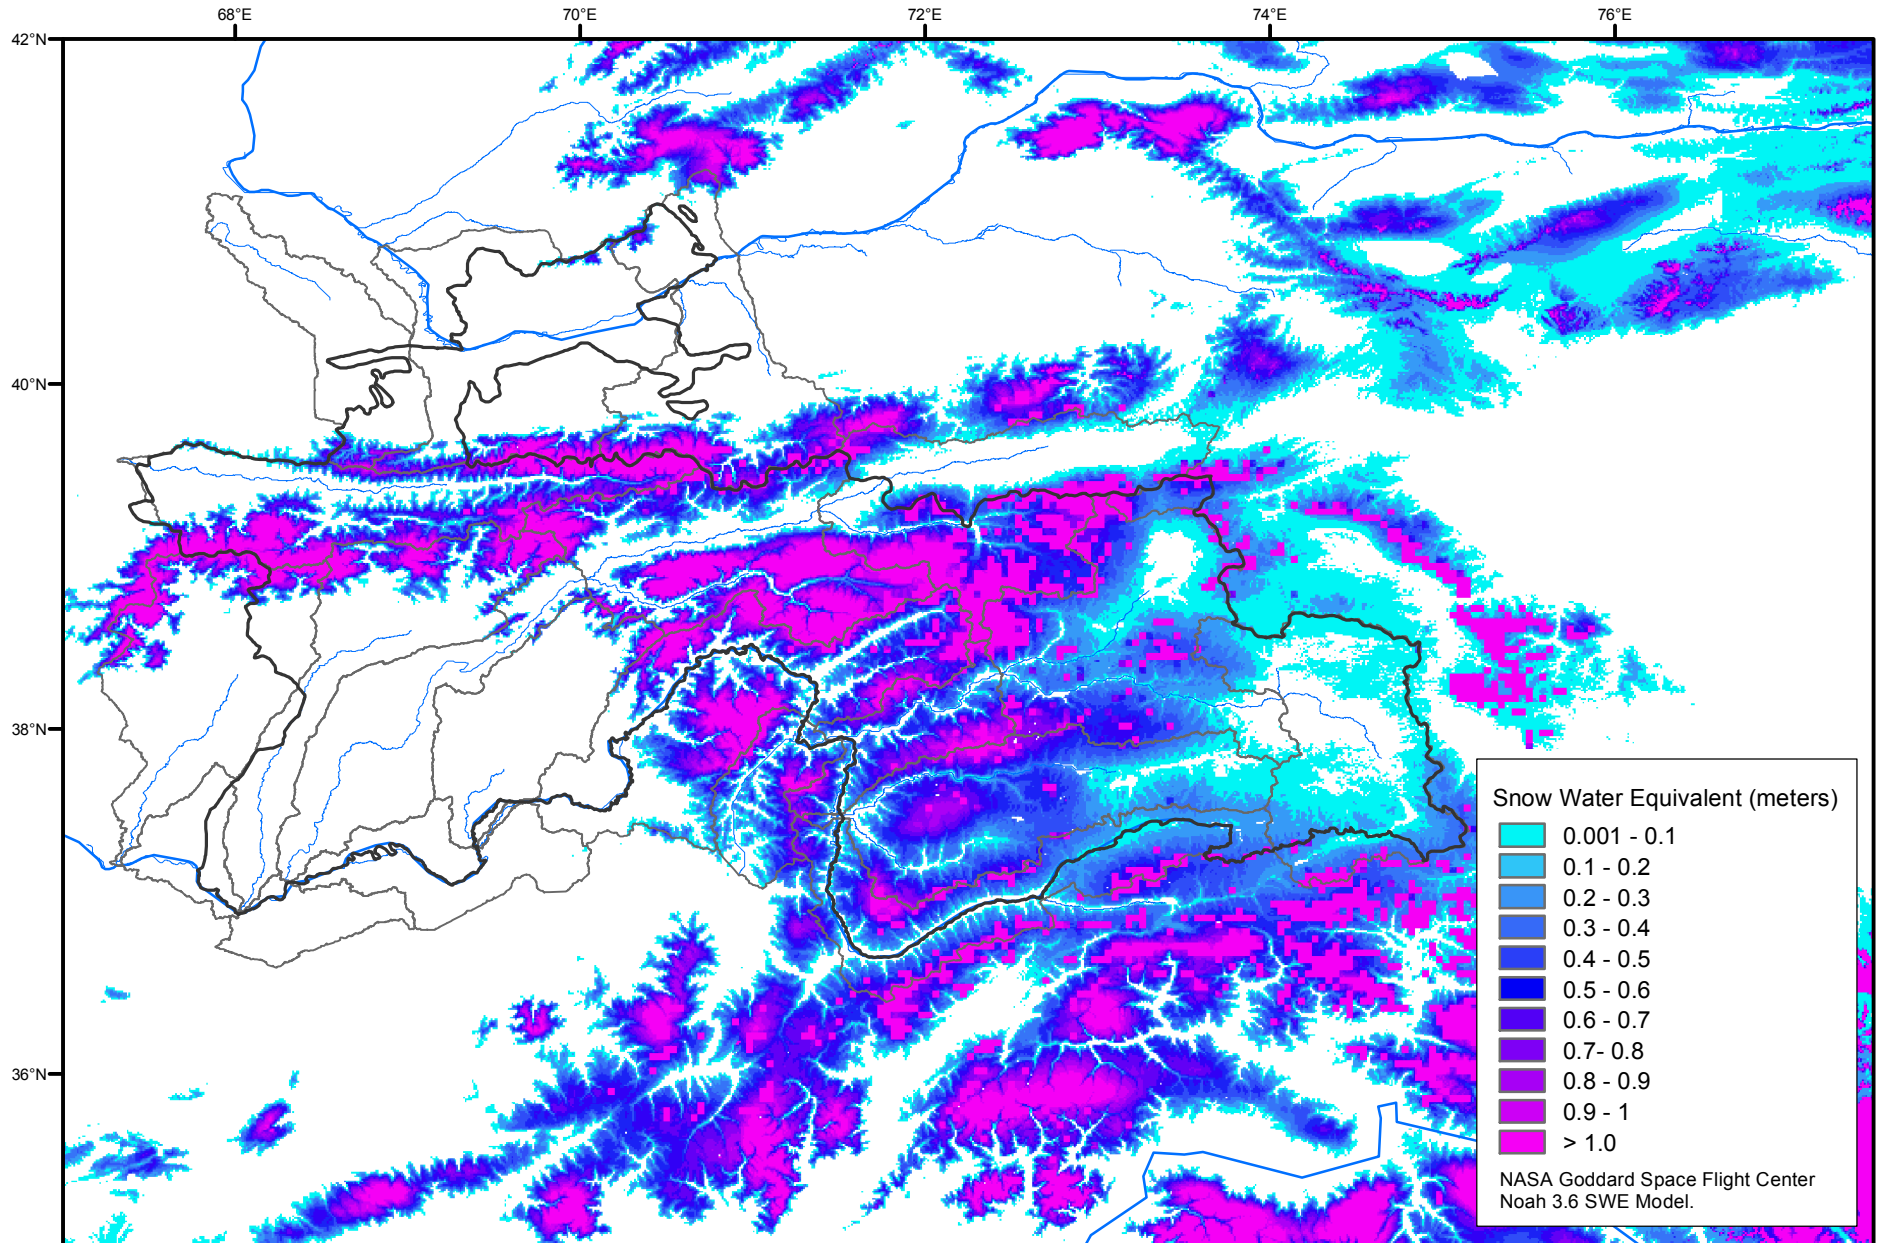 68°E
70°E
72°E
74°E
76°E
42°N
40°N
38°N
36°N
Snow Water Equivalent (meters)
0.001 - 0.1
0.1 - 0.2
0.2 - 0.3
0.3 - 0.4
0.4 - 0.5
0.5 - 0.6
0.6 - 0.7
0.7- 0.8
0.8 - 0.9
0.9 - 1
> 1.0
NASA Goddard Space Flight Center
Noah 3.6 SWE Model.